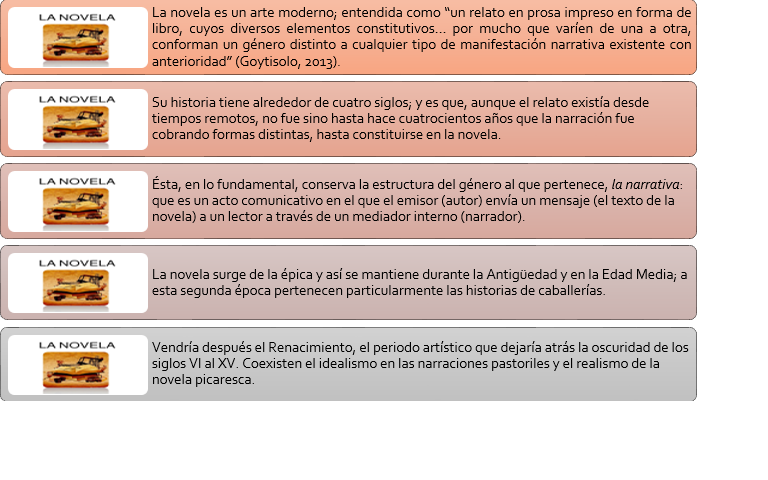 LA NOVELA
La novela es un arte moderno; entendida como “un relato en prosa impreso en forma de
libro, cuyos diversos elementos constitutivos... por mucho que varíen de una a otra,
conforman un género distinto a cualquier tipo de manifestación narrativa existente con
anterioridad” (Goytisolo, 2013).
LA NOVELA
Su historia tiene alrededor de cuatro siglos; y es que, aunque el relato existía desde
tiempos remotos, no fue sino hasta hace cuatrocientos años que la narración fue
cobrando formas distintas, hasta constituirse en la novela.
LA NOVELA
Ésta, en lo fundamental, conserva la estructura del género al que pertenece, la narrativa:
que es un acto comunicativo en el que el emisor (autor) envía un mensaje (el texto de la
novela) a un lector a través de un mediador interno (narrador).
LA NOVELA
La novela surge de la épica y así se mantiene durante la Antigüedad y en la Edad Media; a
esta segunda época pertenecen particularmente las historias de caballerías.
LA NOVELA
Vendría después el Renacimiento, el periodo artístico que dejaría atrás la oscuridad de los
siglos VI al XV. Coexisten el idealismo en las narraciones pastoriles y el realismo de la
novela picaresca.